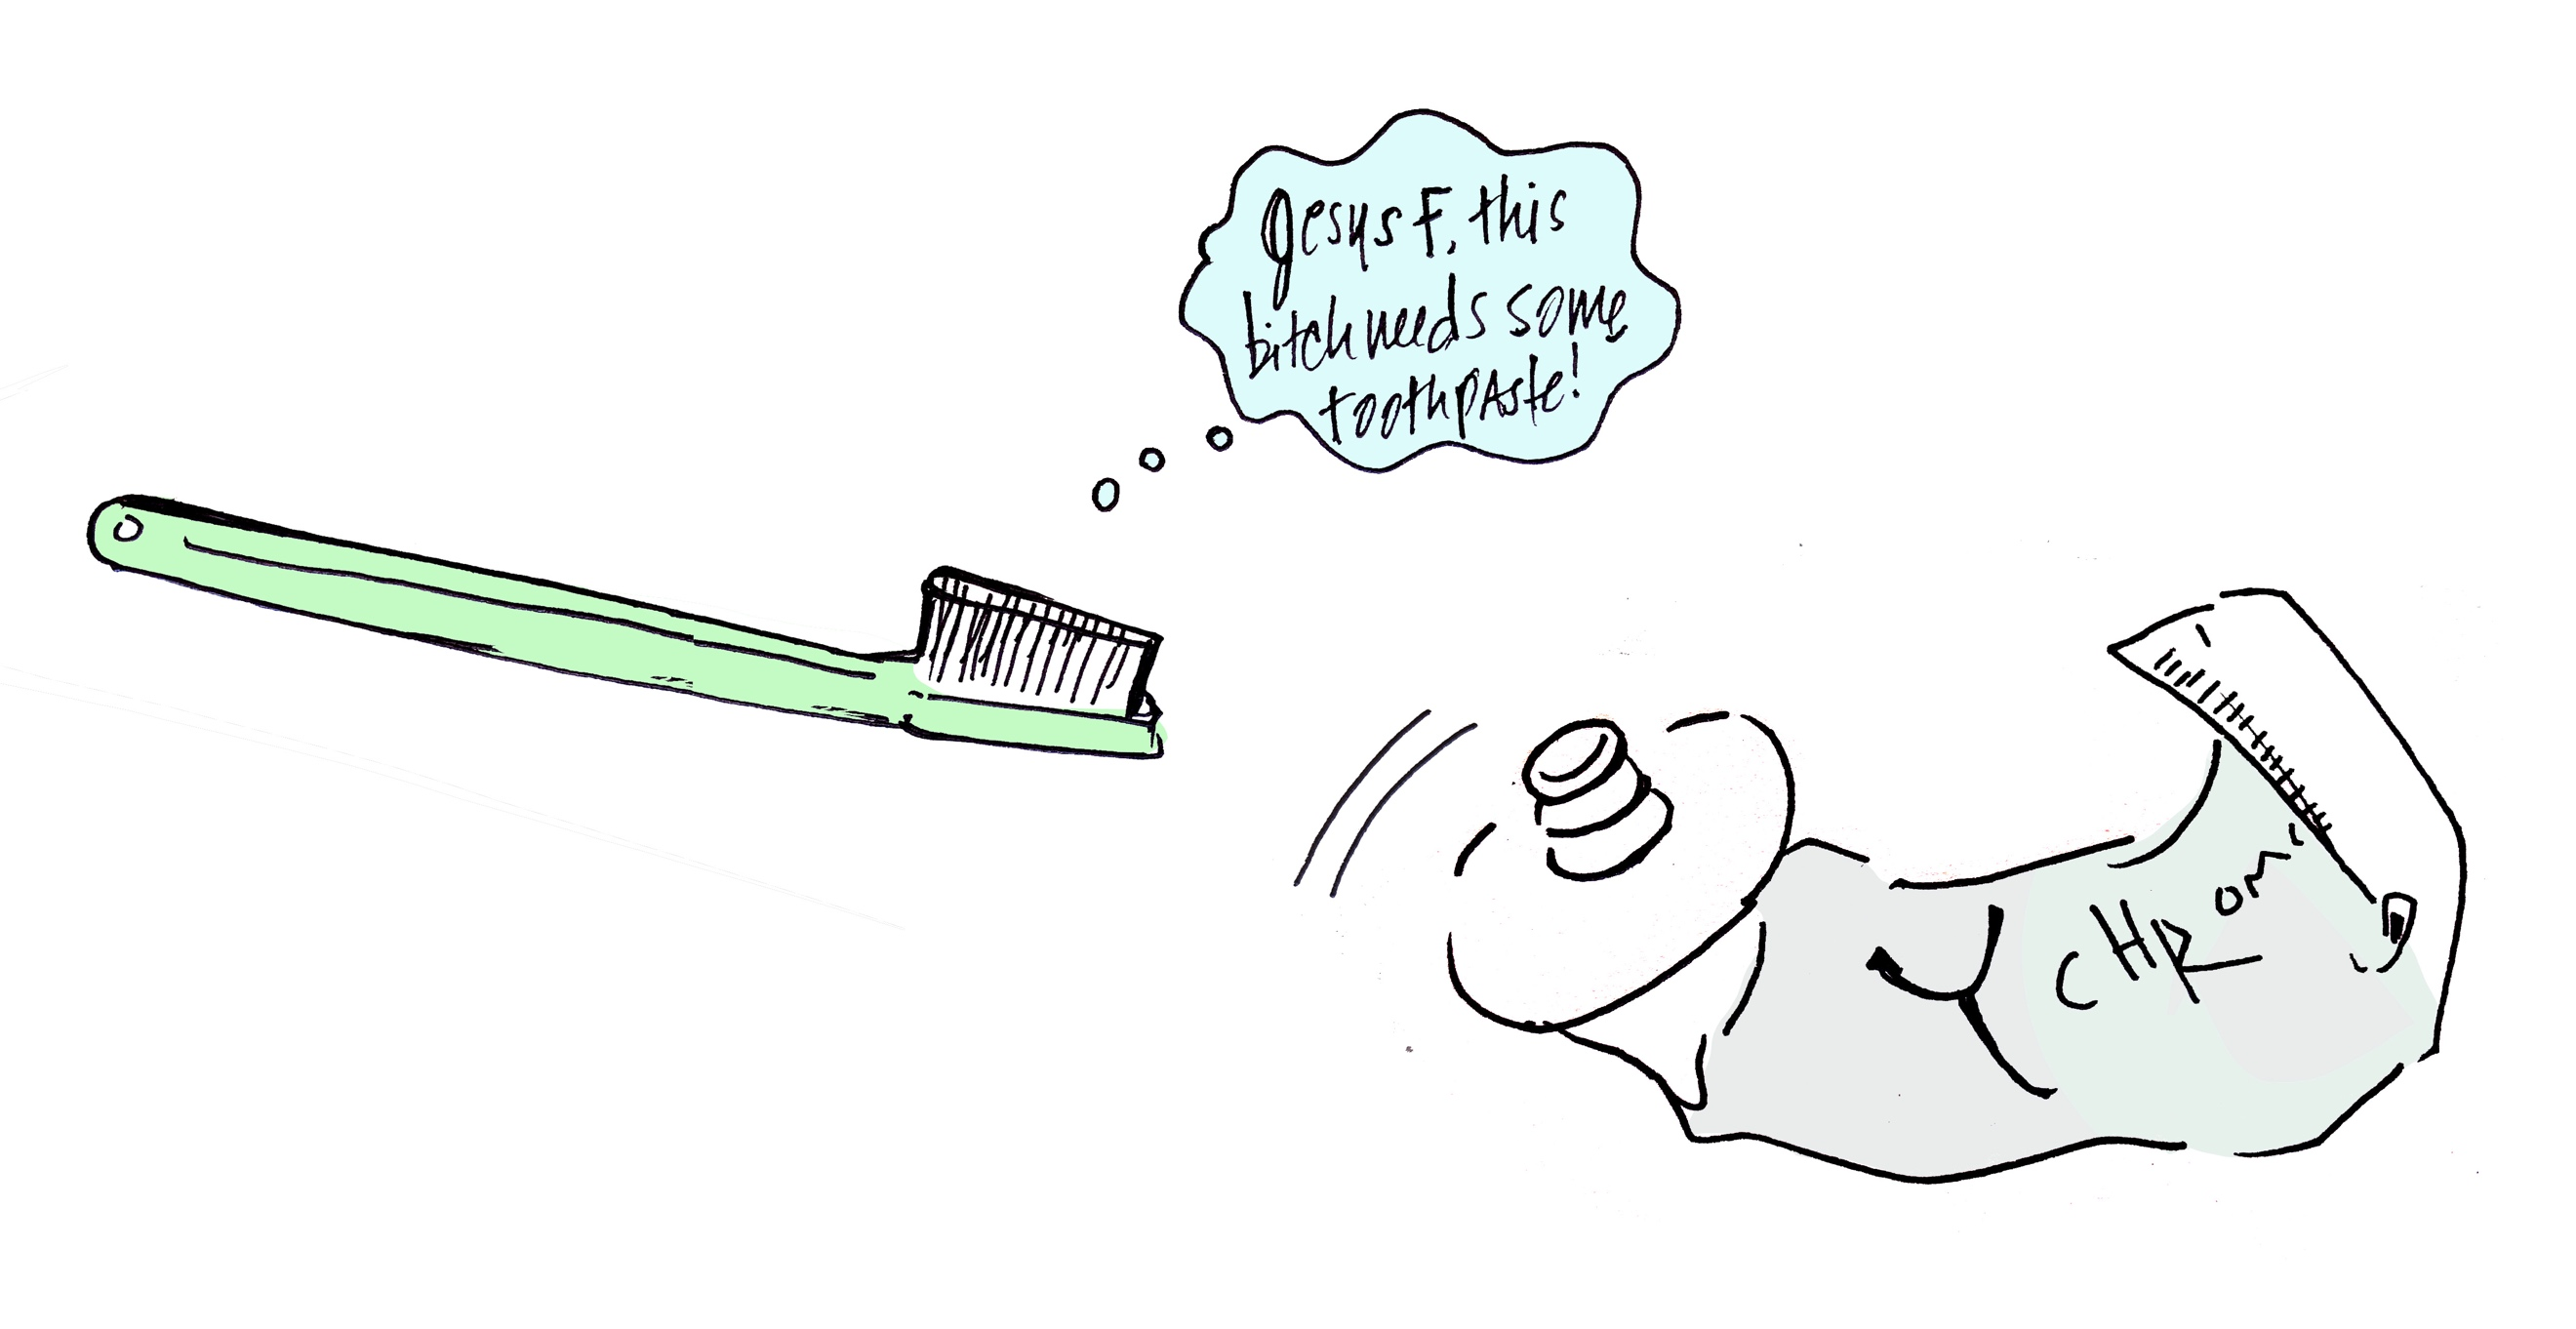 Jesus F, this
bitch needs some
toothpaste!
CHROM